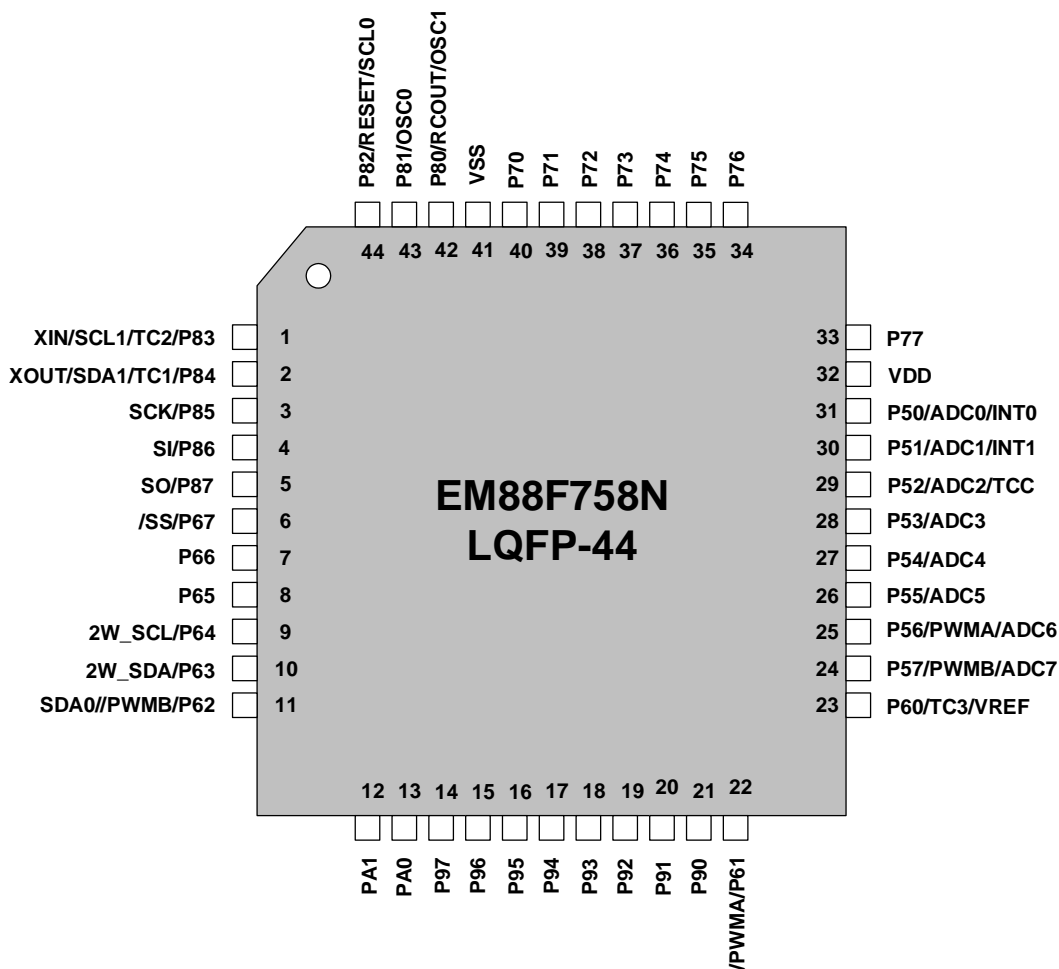 P82/RESET/SCL0
P81/OSC0
P80/RCOUT/OSC1
VSS
P70
P71
P72
P73
P74
P75
P76
44
43
42
41
40
39
38
37
36
35
34
XIN/SCL1/TC2/P83
1
XOUT/SDA1/TC1/P84
2
SCK/P85
3
SI/P86
4
SO/P87
5
/SS/P67
6
P66
7
P65
8
2W_SCL/P64
9
2W_SDA/P63
10
SDA0//PWMB/P62
11
EM88F758N
LQFP-44
33
P77
32
VDD
31
P50/ADC0/INT0
30
P51/ADC1/INT1
29
P52/ADC2/TCC
28
P53/ADC3
27
P54/ADC4
26
P55/ADC5
25
P56/PWMA/ADC6
24
P57/PWMB/ADC7
23
P60/TC3/VREF
12
13
14
15
16
17
18
19
20
21
22
PA1
PA0
P97
P96
P95
P94
P93
P92
P91
P90
/PWMA/P61